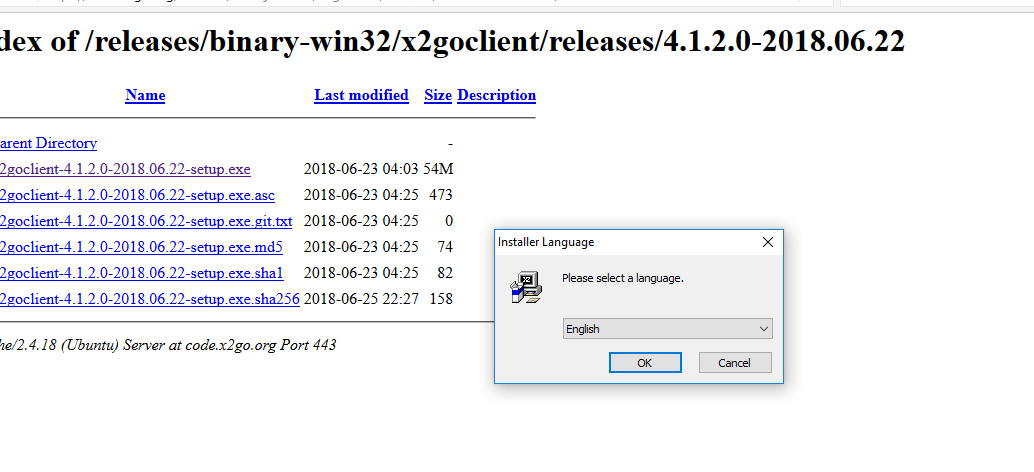 dex of /releases/binary-win32/x2goclient/releases/4.1.2.0-2018.06.22
Name Last modified Size Description
arent Directory -
2goclient-4.1.2.0-2018.06.22-setup.exe 2018-06-23 04:03 54M
2goclient-4.1.2.0-2018.06.22-setup.exe.asc 2018-06-23 04:25 473
2goclient-4.1.2.0-2018.06.22-setup.exe.git.txt 2018-06-23 04:25 0
2goclient-4.1.2.0-2018.06.22-setup.exe.md5 2018-06-23 04:25 74
2goclient-4.1.2.0-2018.06.22-setup.exe.sha1 2018-06-23 04:25 82
2goclient-4.1.2.0-2018.06.22-setup.exe.sha256 2018-06-25 22:27 158
he/2.4.18 (Ubuntu) Server at code.x2go.org Port 443
Installer Language
X2
Please select a language.
English
OK Cancel